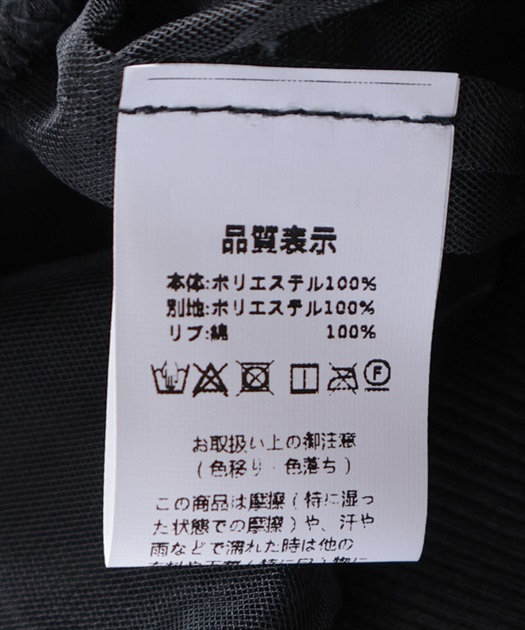 品質表示
本体:ポリエステル100%
別地:ポリエステル100%
リブ:綿 100%
F
お取扱い上の御注意
(色移り・色落ち)
この商品は摩擦(特に湿っ
た状態での摩擦)や、汗や
雨などで濡れた時は他の